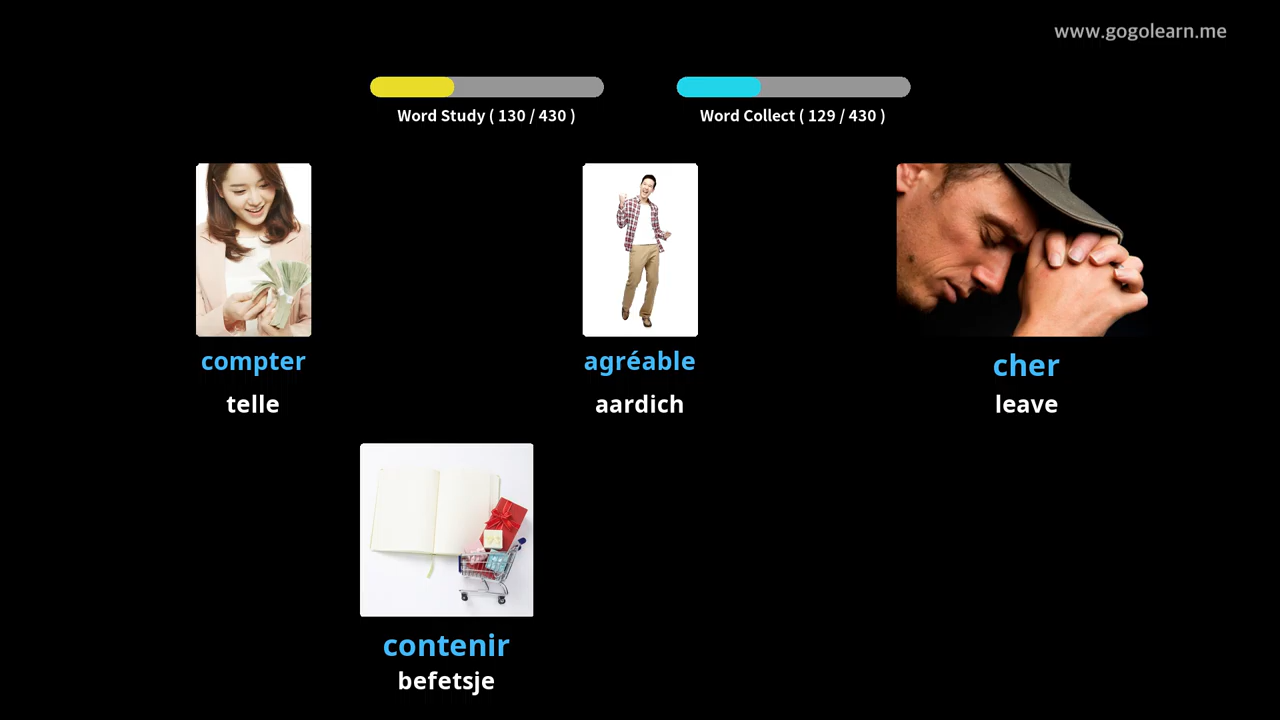 www.gogolearn.me
Word Study ( 130 / 430 )
Word Collect ( 129 / 430 )
compter
telle
agréable
aardich
cher
leave
contenir
befetsje